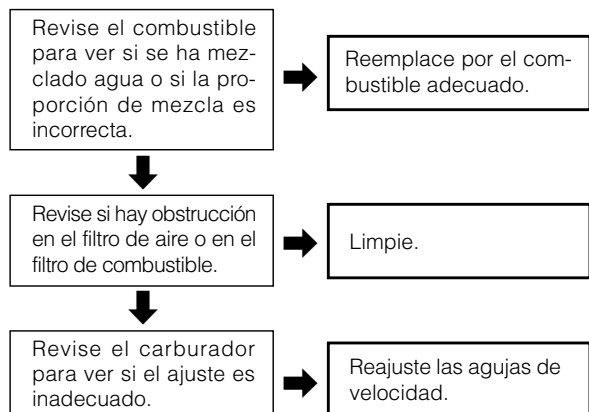 Revise el combustible
para ver si se ha mez-
clado agua o si la pro-
porción de mezcla es
incorrecta.
Reemplace por el com-
bustible adecuado.
Revise si hay obstrucción
en el filtro de aire o en el
filtro de combustible.
Limpie.
Revise el carburador
para ver si el ajuste es
inadecuado.
Reajuste las agujas de
velocidad.